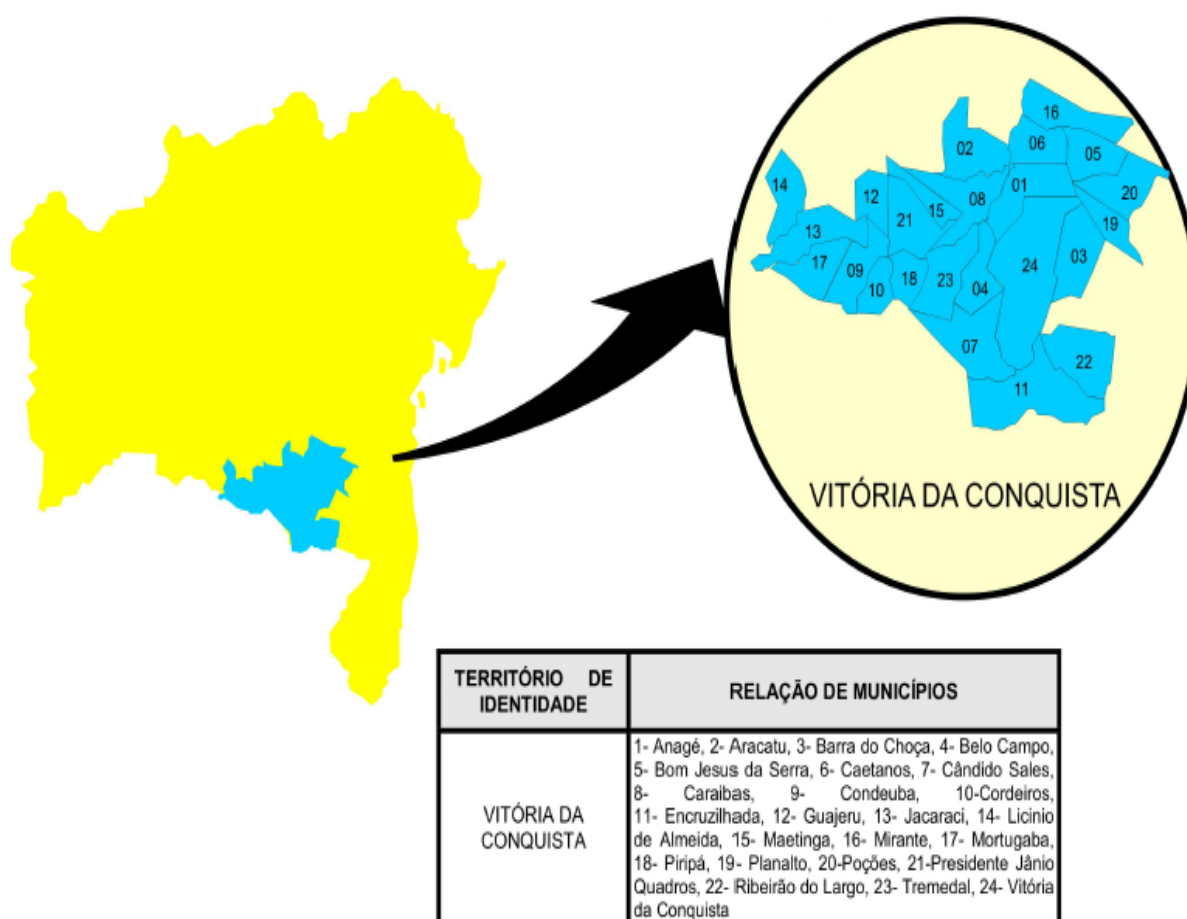 16
02
06
05
14
01
20
12
08
15
21
19
13
03
17
09
18
23
24
10
04
07
22
11
VITÓRIA DA CONQUISTA
TERRITÓRIO DE
IDENTIDADE
RELAÇÃO DE MUNICÍPIOS
VITÓRIA DA
CONQUISTA
1- Anagé, 2- Aracatu, 3- Barra do Choça, 4- Belo Campo,
5- Bom Jesus da Serra, 6- Caetanos, 7- Cândido Sales,
8- Caraibas, 9- Condeuba, 10-Cordeiros,
11- Encruzilhada, 12- Guajeru, 13- Jacaraci, 14- Licinio
de Almeida, 15- Maetinga, 16- Mirante, 17- Mortugaba,
18- Piripá, 19- Planalto, 20-Poções, 21-Presidente Jânio
Quadros, 22- Ribeirão do Largo, 23- Tremedal, 24- Vitória
da Conquista